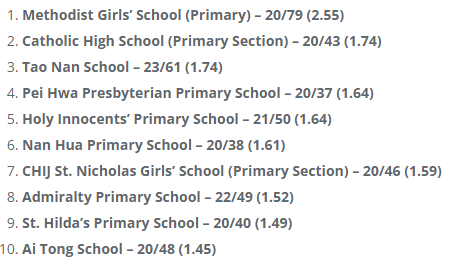 1. Methodist Girls’ School (Primary) – 20/79 (2.55)
2. Catholic High School (Primary Section) – 20/43 (1.74)
3. Tao Nan School – 23/61 (1.74)
4. Pei Hwa Presbyterian Primary School – 20/37 (1.64)
5. Holy Innocents’ Primary School – 21/50 (1.64)
6. Nan Hua Primary School – 20/38 (1.61)
7. CHIJ St. Nicholas Girls’ School (Primary Section) – 20/46 (1.59)
8. Admiralty Primary School – 22/49 (1.52)
9. St. Hilda’s Primary School – 20/40 (1.49)
10. Ai Tong School – 20/48 (1.45)